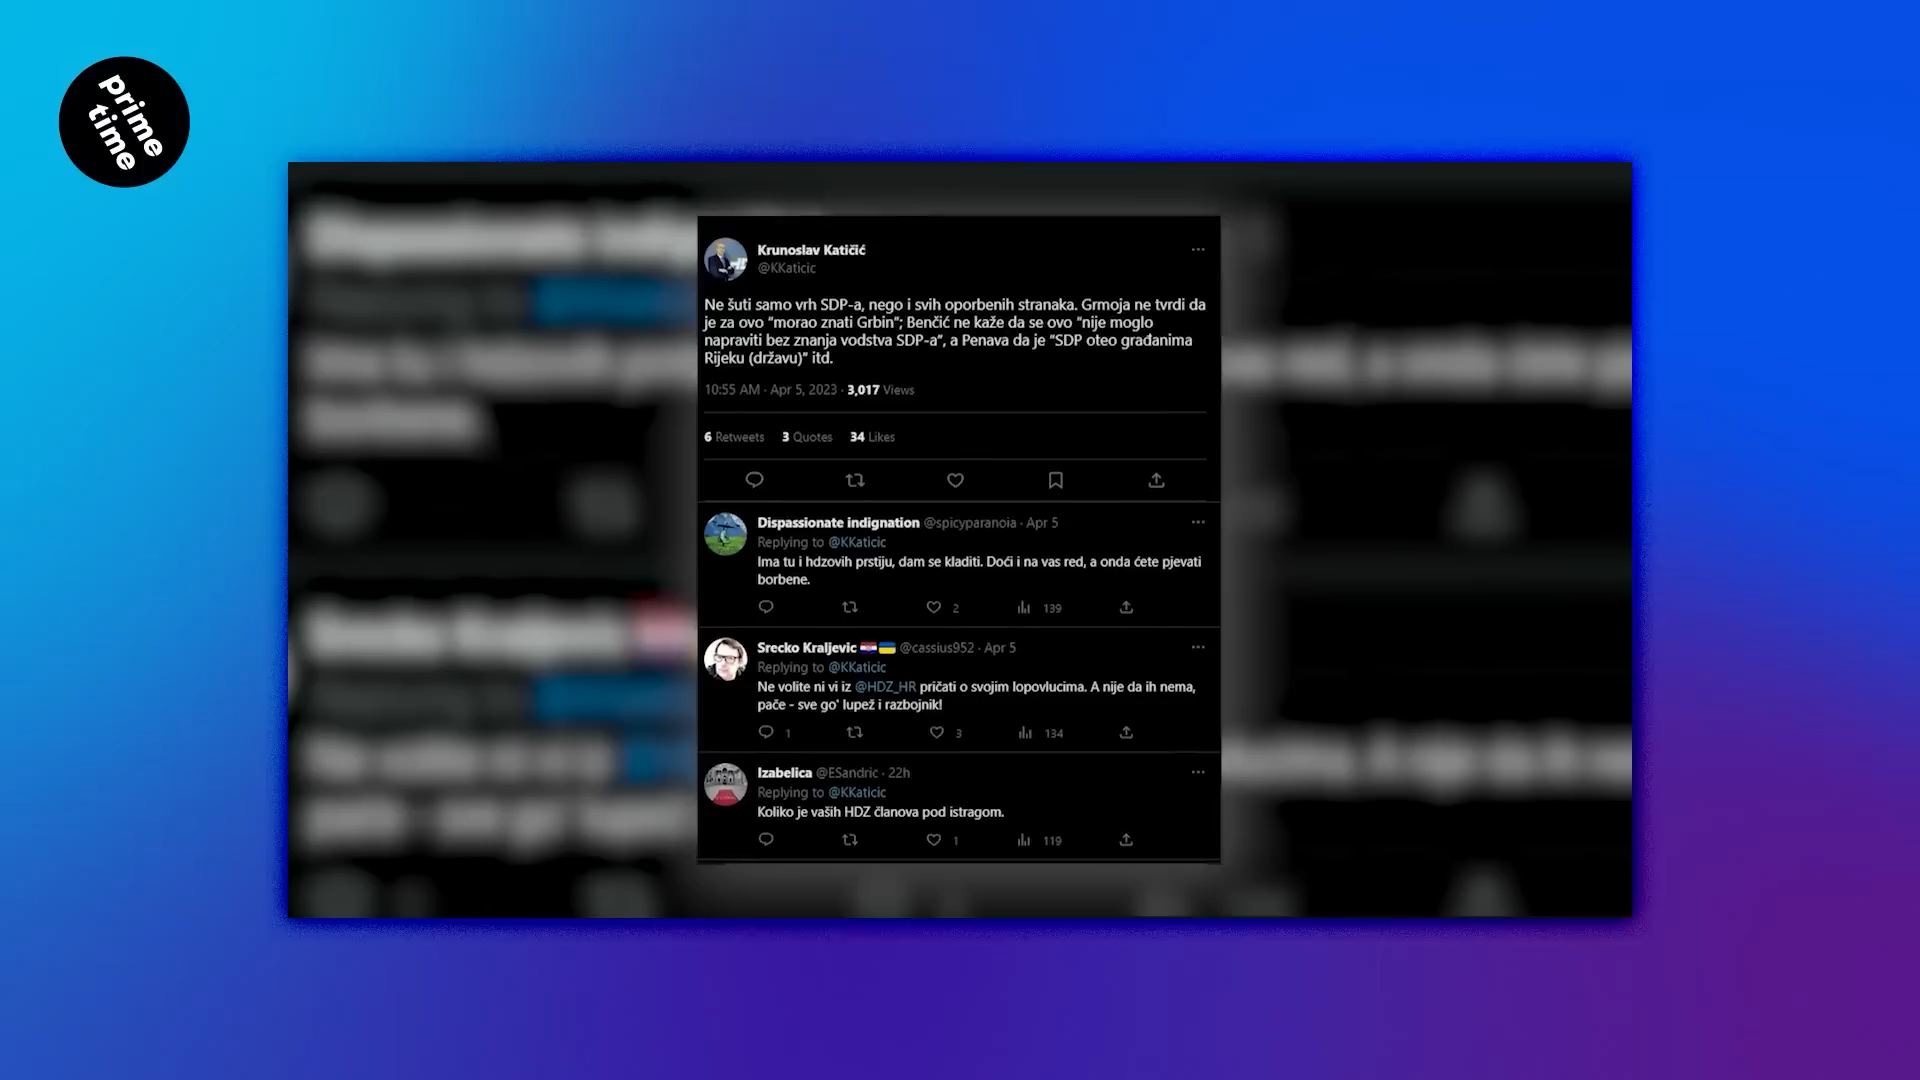 prime
time
Krunoslav Katičić
@KKaticic
Ne šuti samo vrh SDP-a, nego i svih oporbenih stranaka. Grmoja ne tvrdi da
je za ovo “morao znati Grbin”; Benčić ne kaže da se ovo “nije moglo
napraviti bez znanja vodstva SDP-a”, a Penava da je “SDP oteo građanima
Rijeku (državu)” itd.
10:55 AM · Apr 5, 2023 · 3,017 Views
6 Retweets 3 Quotes 34 Likes
Dispassionate indignation @spicyparanoia · Apr 5
Replying to @KKaticic
Ima tu i hdzovih prstiju, dam se kladiti. Doći i na vas red, a onda ćete pjevati
borbene.
2 139
Srecko Kraljevic @cassius952 · Apr 5
Replying to @KKaticic
Ne volite ni vi iz @HDZ_HR pričati o svojim lopovlucima. A nije da ih nema,
pače - sve go' lupež i razbojnik!
1 3 134
Izabelica @ESandric · 22h
Replying to @KKaticic
Koliko je vaših HDZ članova pod istragom.
1 119